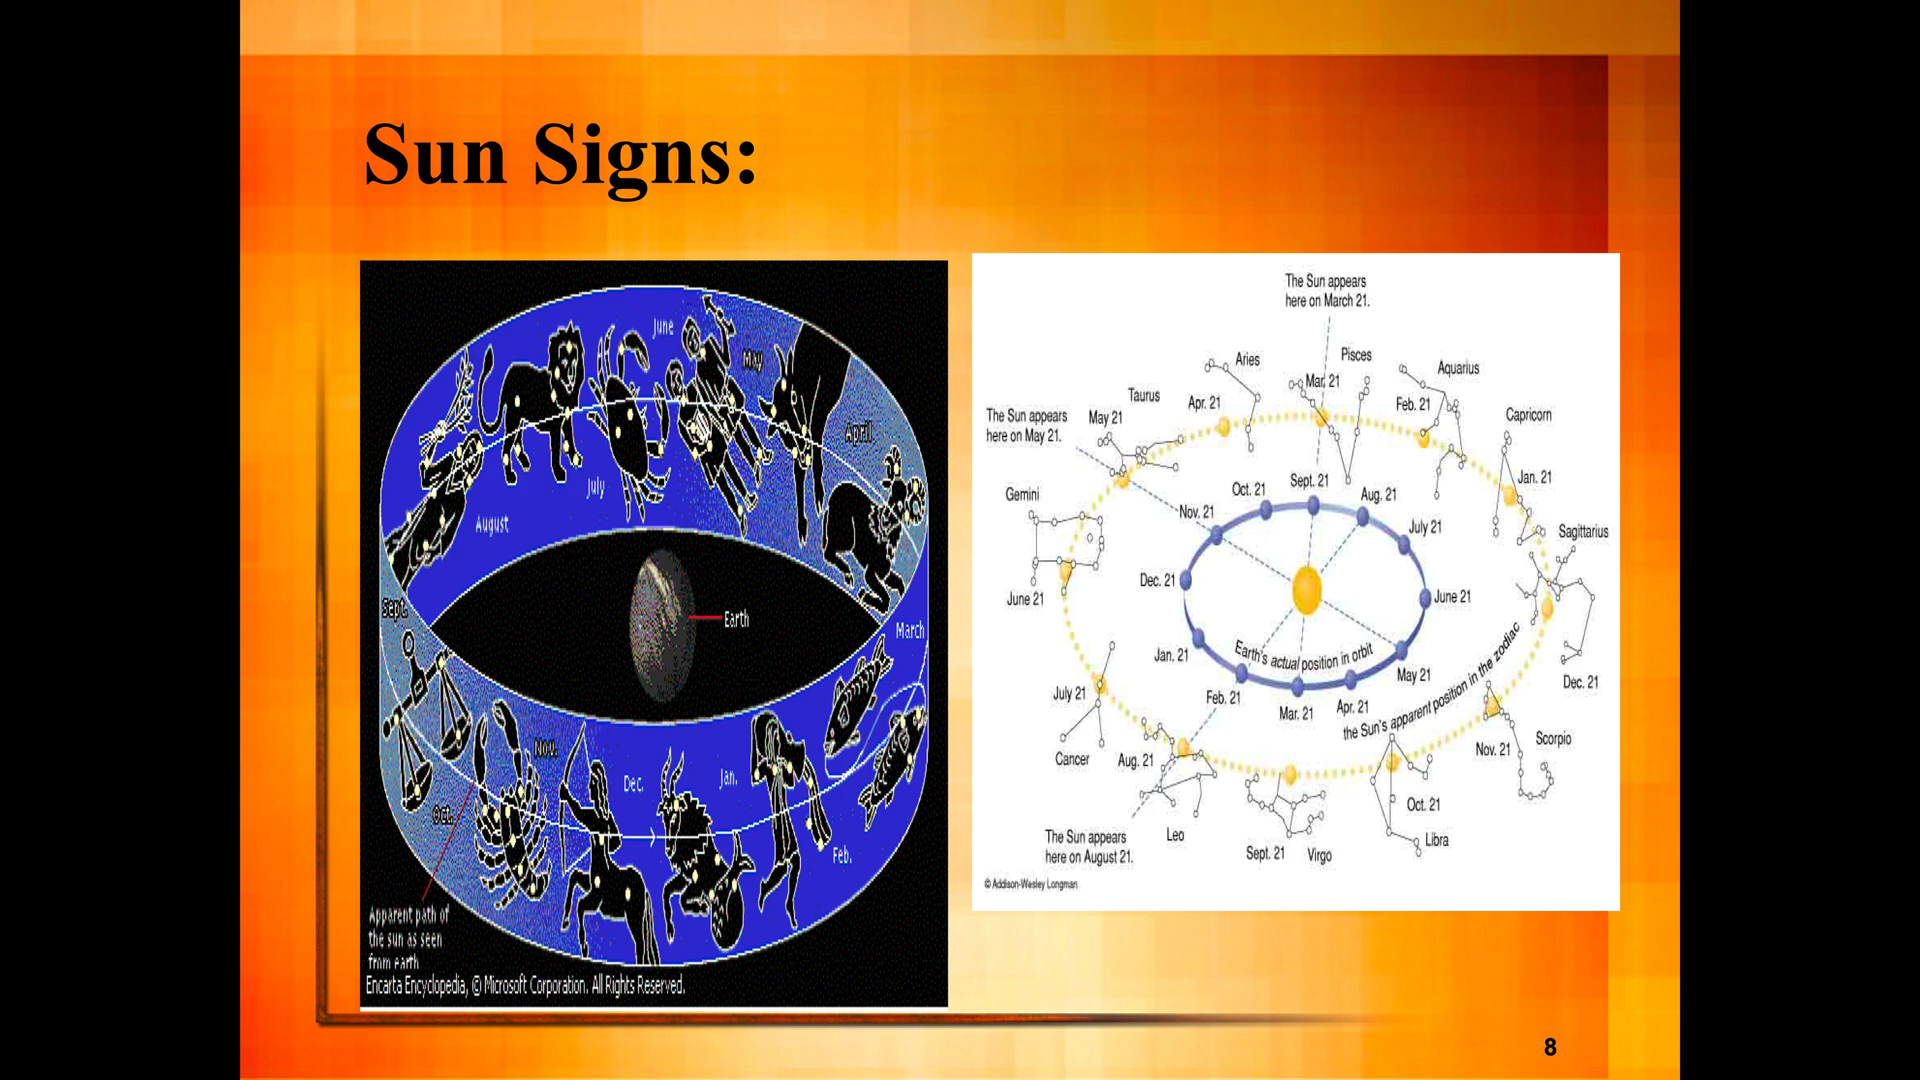 Sun Signs:
June
May
April
July
August
Sept.
Earth
March
Nov.
Dec.
Jan.
Oct.
Feb.
Apparent path of
the sun as seen
from earth
Encarta Encyclopedia, © Microsoft Corporation. All Rights Reserved.
The Sun appears
here on March 21.
Aries
Pisces
Aquarius
Mar. 21
Taurus
Apr. 21
Feb. 21
Capricorn
The Sun appears
here on May 21.
May 21
Jan. 21
Gemini
Oct. 21
Sept. 21
Aug. 21
Nov. 21
July 21
Sagittarius
Dec. 21
June 21
June 21
Earth's actual position in orbit
the Sun's apparent position in the zodiac
Jan. 21
Feb. 21
Mar. 21
Apr. 21
May 21
Dec. 21
July 21
Cancer
Aug. 21
Nov. 21
Scorpio
Oct. 21
Leo
Libra
Sept. 21
Virgo
The Sun appears
here on August 21.
© Addison-Wesley Longman
8